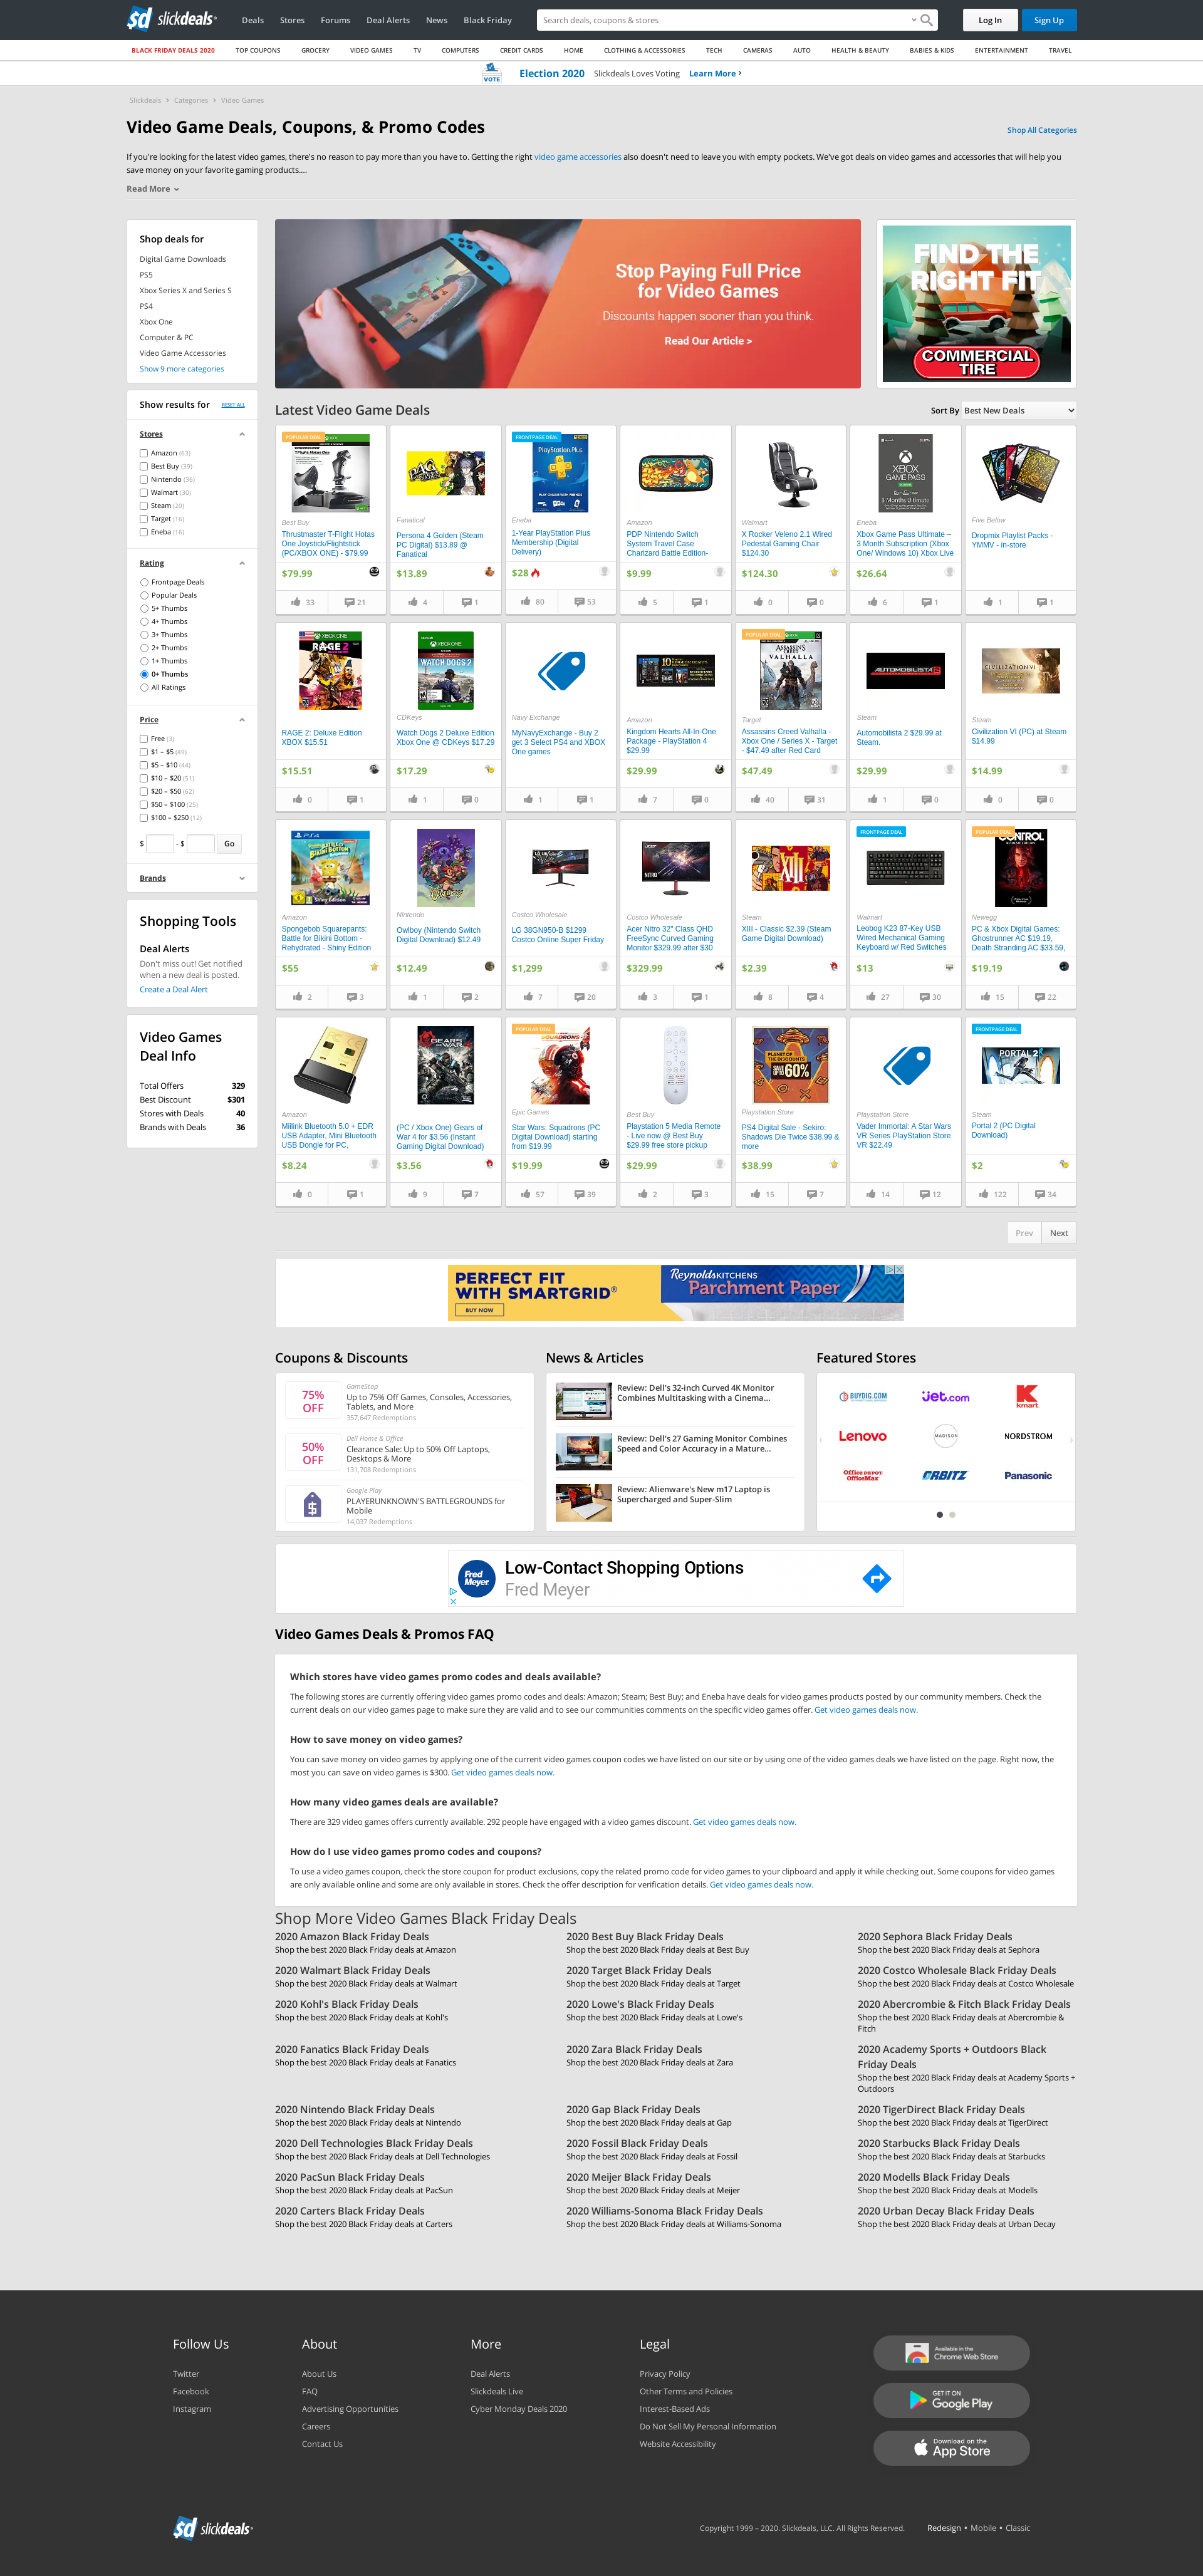 slickdeals
Deals
Stores
Forums
Deal Alerts
News
Black Friday
Search deals, coupons & stores
Log In
Sign Up
BLACK FRIDAY DEALS 2020
TOP COUPONS
GROCERY
VIDEO GAMES
TV
COMPUTERS
CREDIT CARDS
HOME
CLOTHING & ACCESSORIES
TECH
CAMERAS
AUTO
HEALTH & BEAUTY
BABIES & KIDS
ENTERTAINMENT
TRAVEL
VOTE
Election 2020 Slickdeals Loves Voting Learn More
Slickdeals > Categories > Video Games
Video Game Deals, Coupons, & Promo Codes
Shop All Categories
If you're looking for the latest video games, there's no reason to pay more than you have to. Getting the right video game accessories also doesn't need to leave you with empty pockets. We've got deals on video games and accessories that will help you
save money on your favorite gaming products....
Read More
Shop deals for
Digital Game Downloads
PS5
Xbox Series X and Series S
PS4
Xbox One
Computer & PC
Video Game Accessories
Show 9 more categories
Show results for
RESET ALL
Stores
Amazon (63)
Best Buy (39)
Nintendo (36)
Walmart (30)
Steam (20)
Target (16)
Eneba (16)
Rating
Frontpage Deals
Popular Deals
5+ Thumbs
4+ Thumbs
3+ Thumbs
2+ Thumbs
1+ Thumbs
0+ Thumbs
All Ratings
Price
Free (3)
$1 – $5 (49)
$5 – $10 (44)
$10 – $20 (51)
$20 – $50 (62)
$50 – $100 (25)
$100 – $250 (12)
$ - $ Go
Brands
Shopping Tools
Deal Alerts
Don't miss out! Get notified
when a new deal is posted.
Create a Deal Alert
Video Games
Deal Info
Total Offers 329
Best Discount $301
Stores with Deals 40
Brands with Deals 36
Stop Paying Full Price
for Video Games
Discounts happen sooner than you think.
Read Our Article >
FIND THE
RIGHT FIT
COMMERCIAL
TIRE
Latest Video Game Deals
Sort By Best New Deals
POPULAR DEAL
Best Buy
Thrustmaster T-Flight Hotas
One Joystick/Flightstick
(PC/XBOX ONE) - $79.99
$79.99
33
21
Fanatical
Persona 4 Golden (Steam
PC Digital) $13.89 @
Fanatical
$13.89
4
1
FRONTPAGE DEAL
Eneba
1-Year PlayStation Plus
Membership (Digital
Delivery)
$28
80
53
Amazon
PDP Nintendo Switch
System Travel Case
Charizard Battle Edition-
$9.99
5
1
Walmart
X Rocker Veleno 2.1 Wired
Pedestal Gaming Chair
$124.30
$124.30
0
0
XBOX
GAME PASS
Eneba
Xbox Game Pass Ultimate –
3 Month Subscription (Xbox
One/ Windows 10) Xbox Live
$26.64
6
1
Five Below
Dropmix Playlist Packs -
YMMV - in-store
1
1
RAGE 2
RAGE 2: Deluxe Edition
XBOX $15.51
$15.51
0
1
WATCH DOGS 2
CDKeys
Watch Dogs 2 Deluxe Edition
Xbox One @ CDKeys $17.29
$17.29
1
0
Navy Exchange
MyNavyExchange - Buy 2
get 3 Select PS4 and XBOX
One games
1
1
Amazon
Kingdom Hearts All-In-One
Package - PlayStation 4
$29.99
$29.99
7
0
POPULAR DEAL
VALHALLA
Target
Assassins Creed Valhalla -
Xbox One / Series X - Target
- $47.49 after Red Card
$47.49
40
31
AUTOMOBILISTA 2
Steam
Automobilista 2 $29.99 at
Steam.
$29.99
1
0
CIVILIZATION VI
Steam
Civilization VI (PC) at Steam
$14.99
$14.99
0
0
Amazon
Spongebob Squarepants:
Battle for Bikini Bottom -
Rehydrated - Shiny Edition
$55
2
3
Nintendo
Owlboy (Nintendo Switch
Digital Download) $12.49
$12.49
1
2
Costco Wholesale
LG 38GN950-B $1299
Costco Online Super Friday
$1,299
7
20
acer
NITRO
Costco Wholesale
Acer Nitro 32" Class QHD
FreeSync Curved Gaming
Monitor $329.99 after $30
$329.99
3
1
XIII
Steam
XIII - Classic $2.39 (Steam
Game Digital Download)
$2.39
8
4
FRONTPAGE DEAL
Walmart
Leobog K23 87-Key USB
Wired Mechanical Gaming
Keyboard w/ Red Switches
$13
27
30
POPULAR DEAL
CONTROL
Newegg
PC & Xbox Digital Games:
Ghostrunner AC $19.19,
Death Stranding AC $33.59,
$19.19
15
22
Amazon
Miilink Bluetooth 5.0 + EDR
USB Adapter, Mini Bluetooth
USB Dongle for PC,
$8.24
0
1
GEARS WAR
(PC / Xbox One) Gears of
War 4 for $3.56 (Instant
Gaming Digital Download)
$3.56
9
7
POPULAR DEAL
SQUADRONS
Epic Games
Star Wars: Squadrons (PC
Digital Download) starting
from $19.99
$19.99
57
39
Best Buy
Playstation 5 Media Remote
- Live now @ Best Buy
$29.99 free store pickup
$29.99
2
3
PLANET OF
THE DISCOUNTS
SAVE UP TO
60%
Playstation Store
PS4 Digital Sale - Sekiro:
Shadows Die Twice $38.99 &
more
$38.99
15
7
Playstation Store
Vader Immortal: A Star Wars
VR Series PlayStation Store
VR $22.49
14
12
FRONTPAGE DEAL
PORTAL 2
Steam
Portal 2 (PC Digital
Download)
$2
122
34
Prev
Next
PERFECT FIT
WITH SMARTGRID®
BUY NOW
Reynolds KITCHENS
Parchment Paper
Coupons & Discounts
75%
OFF
GameStop
Up to 75% Off Games, Consoles, Accessories,
Tablets, and More
357,647 Redemptions
50%
OFF
Dell Home & Office
Clearance Sale: Up to 50% Off Laptops,
Desktops & More
131,708 Redemptions
Google Play
PLAYERUNKNOWN'S BATTLEGROUNDS for
Mobile
14,037 Redemptions
News & Articles
Review: Dell's 32-inch Curved 4K Monitor
Combines Multitasking with a Cinema...
Review: Dell's 27 Gaming Monitor Combines
Speed and Color Accuracy in a Mature...
Review: Alienware's New m17 Laptop is
Supercharged and Super-Slim
Featured Stores
BUYDIG.COM
Jet.com
kmart
Lenovo
MADISON
NORDSTROM
Office DEPOT
OfficeMax
ORBITZ
Panasonic
Fred
Meyer
Low-Contact Shopping Options
Fred Meyer
Video Games Deals & Promos FAQ
Which stores have video games promo codes and deals available?
The following stores are currently offering video games promo codes and deals: Amazon; Steam; Best Buy; and Eneba have deals for video games products posted by our community members. Check the
current deals on our video games page to make sure they are valid and to see our communities comments on the specific video games offer. Get video games deals now.
How to save money on video games?
You can save money on video games by applying one of the current video games coupon codes we have listed on our site or by using one of the video games deals we have listed on the page. Right now, the
most you can save on video games is $300. Get video games deals now.
How many video games deals are available?
There are 329 video games offers currently available. 292 people have engaged with a video games discount. Get video games deals now.
How do I use video games promo codes and coupons?
To use a video games coupon, check the store coupon for product exclusions, copy the related promo code for video games to your clipboard and apply it while checking out. Some coupons for video games
are only available online and some are only available in stores. Check the offer description for verification details. Get video games deals now.
Shop More Video Games Black Friday Deals
2020 Amazon Black Friday Deals
Shop the best 2020 Black Friday deals at Amazon
2020 Best Buy Black Friday Deals
Shop the best 2020 Black Friday deals at Best Buy
2020 Sephora Black Friday Deals
Shop the best 2020 Black Friday deals at Sephora
2020 Walmart Black Friday Deals
Shop the best 2020 Black Friday deals at Walmart
2020 Target Black Friday Deals
Shop the best 2020 Black Friday deals at Target
2020 Costco Wholesale Black Friday Deals
Shop the best 2020 Black Friday deals at Costco Wholesale
2020 Kohl's Black Friday Deals
Shop the best 2020 Black Friday deals at Kohl's
2020 Lowe's Black Friday Deals
Shop the best 2020 Black Friday deals at Lowe's
2020 Abercrombie & Fitch Black Friday Deals
Shop the best 2020 Black Friday deals at Abercrombie &
Fitch
2020 Fanatics Black Friday Deals
Shop the best 2020 Black Friday deals at Fanatics
2020 Zara Black Friday Deals
Shop the best 2020 Black Friday deals at Zara
2020 Academy Sports + Outdoors Black
Friday Deals
Shop the best 2020 Black Friday deals at Academy Sports +
Outdoors
2020 Nintendo Black Friday Deals
Shop the best 2020 Black Friday deals at Nintendo
2020 Gap Black Friday Deals
Shop the best 2020 Black Friday deals at Gap
2020 TigerDirect Black Friday Deals
Shop the best 2020 Black Friday deals at TigerDirect
2020 Dell Technologies Black Friday Deals
Shop the best 2020 Black Friday deals at Dell Technologies
2020 Fossil Black Friday Deals
Shop the best 2020 Black Friday deals at Fossil
2020 Starbucks Black Friday Deals
Shop the best 2020 Black Friday deals at Starbucks
2020 PacSun Black Friday Deals
Shop the best 2020 Black Friday deals at PacSun
2020 Meijer Black Friday Deals
Shop the best 2020 Black Friday deals at Meijer
2020 Modells Black Friday Deals
Shop the best 2020 Black Friday deals at Modells
2020 Carters Black Friday Deals
Shop the best 2020 Black Friday deals at Carters
2020 Williams-Sonoma Black Friday Deals
Shop the best 2020 Black Friday deals at Williams-Sonoma
2020 Urban Decay Black Friday Deals
Shop the best 2020 Black Friday deals at Urban Decay
Follow Us
Twitter
Facebook
Instagram
About
About Us
FAQ
Advertising Opportunities
Careers
Contact Us
More
Deal Alerts
Slickdeals Live
Cyber Monday Deals 2020
Legal
Privacy Policy
Other Terms and Policies
Interest-Based Ads
Do Not Sell My Personal Information
Website Accessibility
Available in the
Chrome Web Store
GET IT ON
Google Play
Download on the
App Store
slickdeals
Copyright 1999 – 2020. Slickdeals, LLC. All Rights Reserved.
Redesign • Mobile • Classic